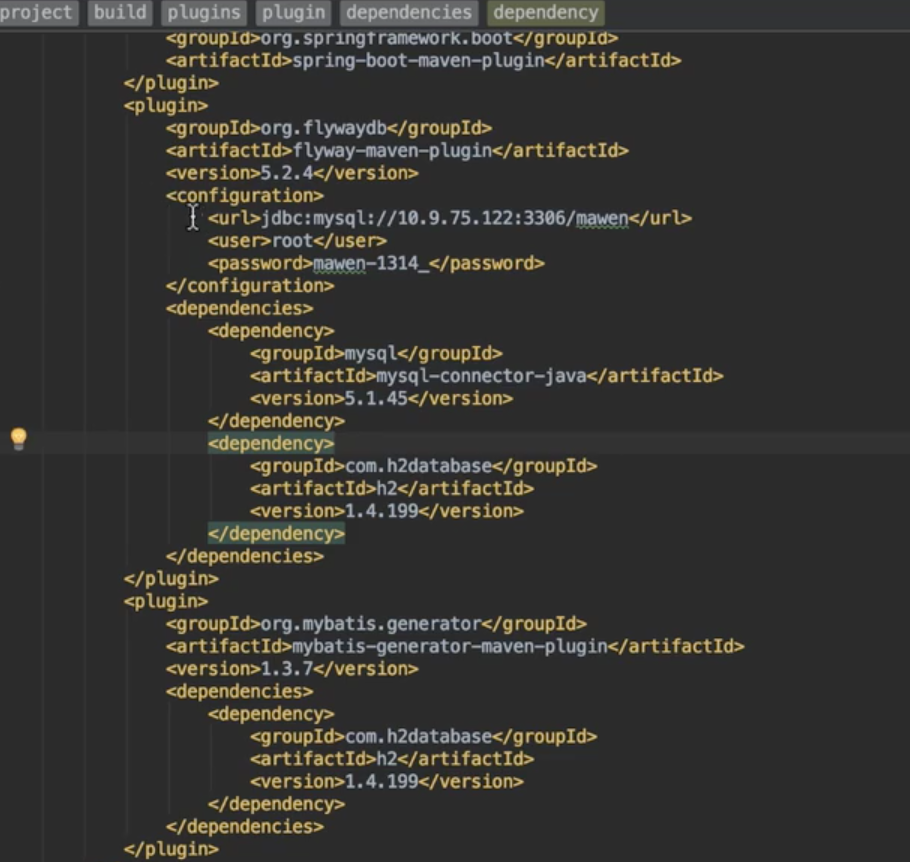 project build plugins plugin dependencies dependency
<groupId>org.springframework.boot</groupId>
<artifactId>spring-boot-maven-plugin</artifactId>
</plugin>
<plugin>
<groupId>org.flywaydb</groupId>
<artifactId>flyway-maven-plugin</artifactId>
<version>5.2.4</version>
<configuration>
<url>jdbc:mysql://10.9.75.122:3306/mawen</url>
<user>root</user>
<password>mawen-1314_</password>
</configuration>
<dependencies>
<dependency>
<groupId>mysql</groupId>
<artifactId>mysql-connector-java</artifactId>
<version>5.1.45</version>
</dependency>
<dependency>
<groupId>com.h2database</groupId>
<artifactId>h2</artifactId>
<version>1.4.199</version>
</dependency>
</dependencies>
</plugin>
<plugin>
<groupId>org.mybatis.generator</groupId>
<artifactId>mybatis-generator-maven-plugin</artifactId>
<version>1.3.7</version>
<dependencies>
<dependency>
<groupId>com.h2database</groupId>
<artifactId>h2</artifactId>
<version>1.4.199</version>
</dependency>
</dependencies>
</plugin>